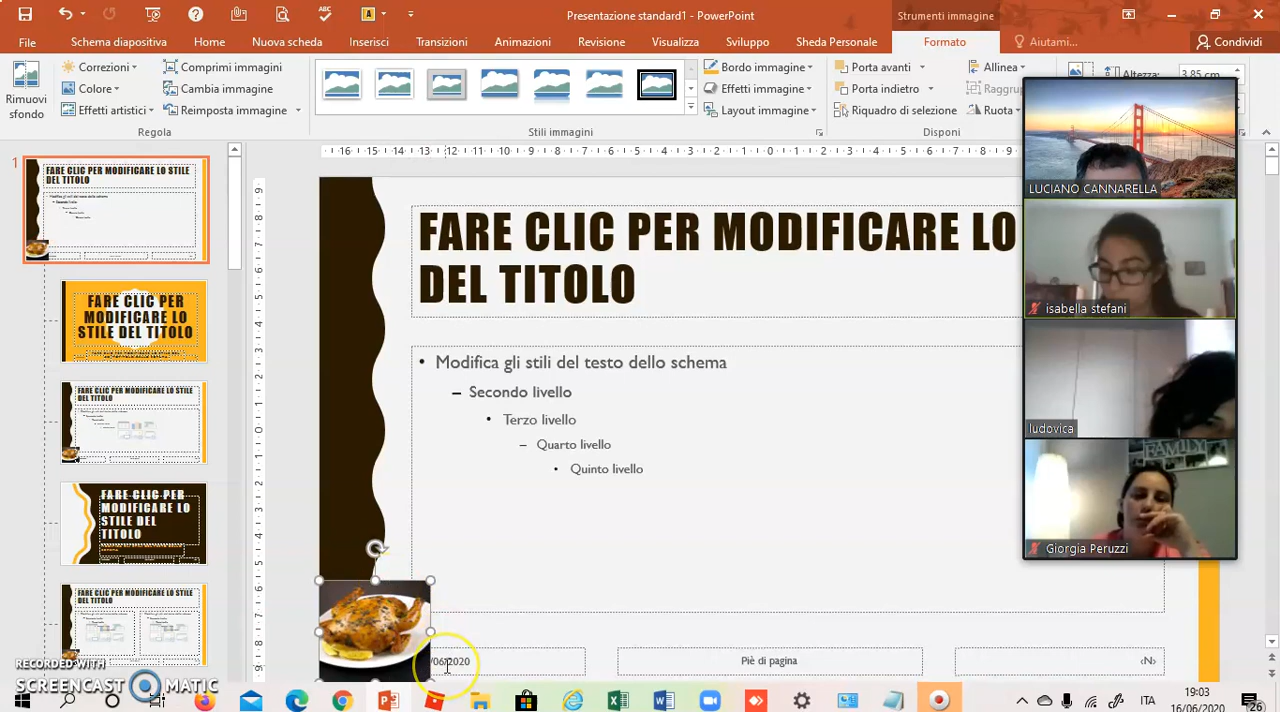 Presentazione standard1 - PowerPoint
Strumenti immagine
File
Schema diapositiva
Home
Nuova scheda
Inserisci
Transizioni
Animazioni
Revisione
Visualizza
Sviluppo
Sheda Personale
Formato
Aiutami...
Condividi
Rimuovi sfondo
Correzioni
Colore
Effetti artistici
Comprimi immagini
Cambia immagine
Reimposta immagine
Regola
Stili immagini
Bordo immagine
Effetti immagine
Layout immagine
Porta avanti
Porta indietro
Riquadro di selezione
Allinea
Ruota
Disponi
Altezza:
3,85 cm
LUCIANO CANNARELLA
isabella stefani
ludovica
Giorgia Peruzzi
1
FARE CLIC PER MODIFICARE LO STILE
DEL TITOLO
FARE CLIC PER
MODIFICARE LO
STILE DEL TITOLO
FARE CLIC PER MODIFICARE LO STILE
DEL TITOLO
FARE CLIC PER
MODIFICARE LO
STILE DEL
TITOLO
FARE CLIC PER MODIFICARE LO STILE
DEL TITOLO
FARE CLIC PER MODIFICARE LO
DEL TITOLO
• Modifica gli stili del testo dello schema
– Secondo livello
• Terzo livello
– Quarto livello
• Quinto livello
/06/2020
Piè di pagina
‹N›
RECORDED WITH
SCREENCAST MATIC
ITA
19:03
16/06/2020
26